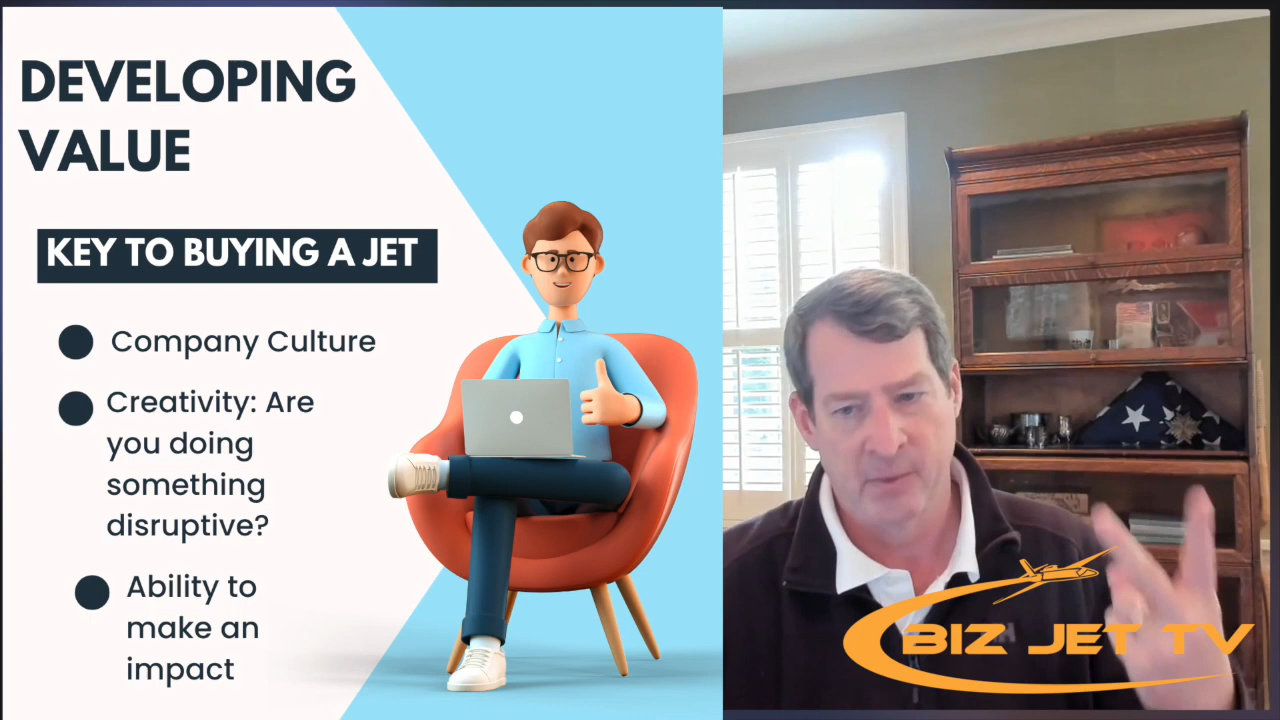 DEVELOPING
VALUE
KEY TO BUYING A JET
Company Culture
Creativity: Are
you doing
something
disruptive?
Ability to
make an
impact
BIZ JET TV